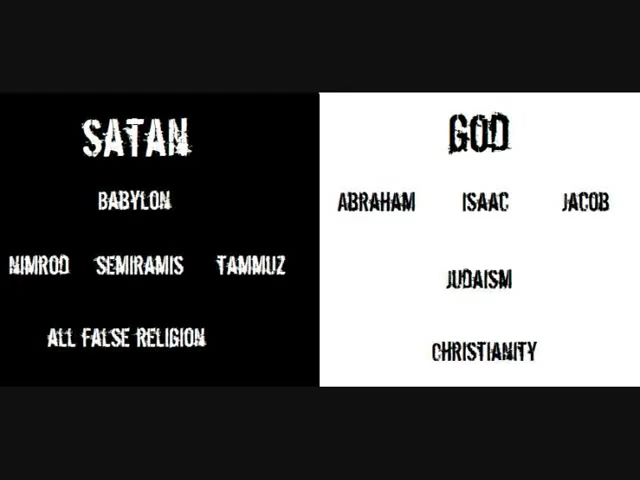 SATAN
BABYLON
NIMROD SEMIRAMIS TAMMUZ
ALL FALSE RELIGION
GOD
ABRAHAM ISAAC JACOB
JUDAISM
CHRISTIANITY